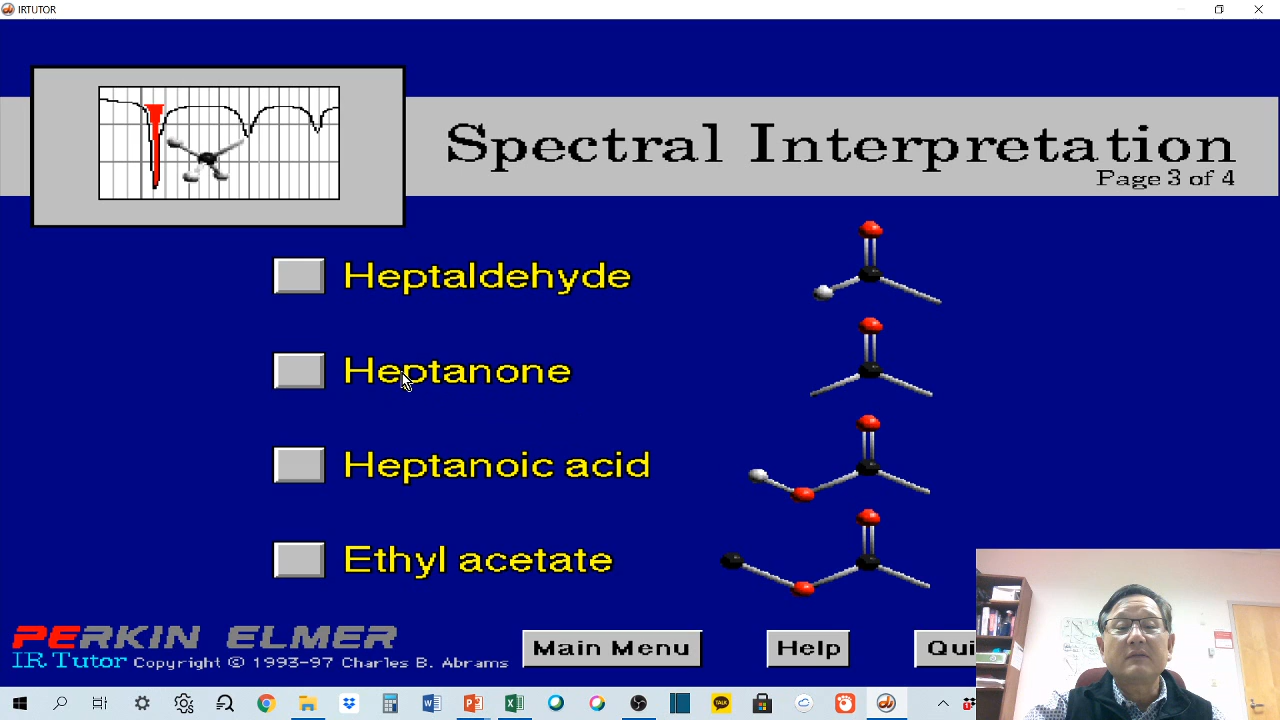 IRTUTOR
Spectral Interpretation
Page 3 of 4
Heptaldehyde
Heptanone
Heptanoic acid
Ethyl acetate
PERKIN ELMER
IR Tutor Copyright © 1993-97 Charles B. Abrams
Main Menu
Help
Qui
TALK